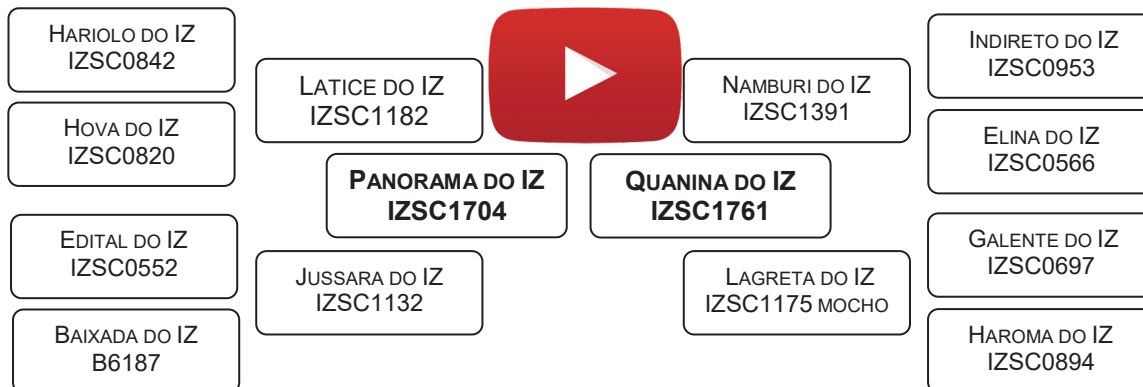 HARIOLO DO IZ
IZSC0842
HOVA DO IZ
IZSC0820
EDITAL DO IZ
IZSC0552
BAIXADA DO IZ
B6187
LATICE DO IZ
IZSC1182
JUSSARA DO IZ
IZSC1132
PANORAMA DO IZ
IZSC1704
QUANINA DO IZ
IZSC1761
NAMBURI DO IZ
IZSC1391
LAGRETA DO IZ
IZSC1175 MOCHO
INDIRETO DO IZ
IZSC0953
ELINA DO IZ
IZSC0566
GALENTE DO IZ
IZSC0697
HAROMA DO IZ
IZSC0894